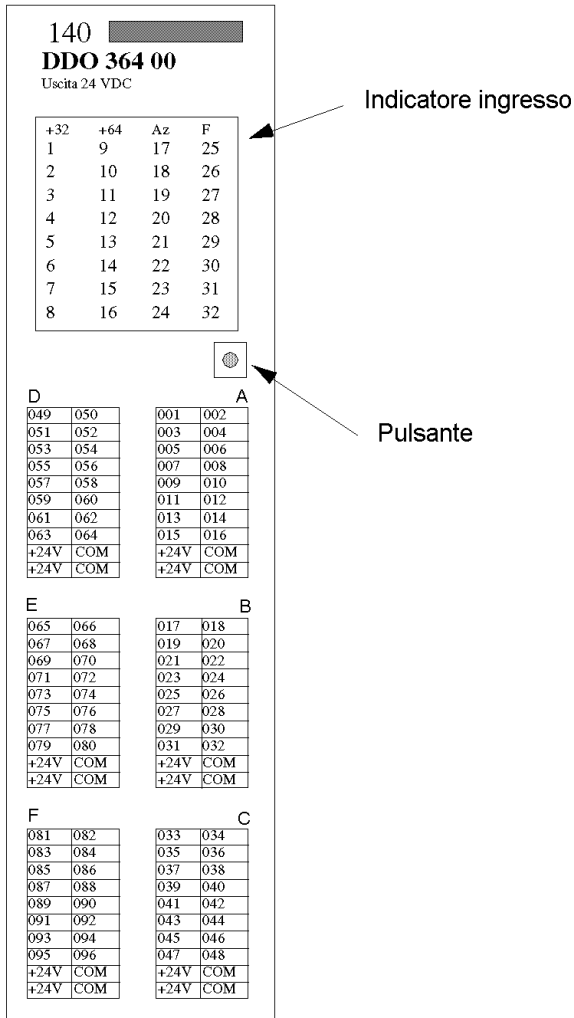 140
DDO 364 00
Uscita 24 VDC
Indicatore ingresso
+32 +64 Az F
1 9 17 25
2 10 18 26
3 11 19 27
4 12 20 28
5 13 21 29
6 14 22 30
7 15 23 31
8 16 24 32
Pulsante
D A
049 050 001 002
051 052 003 004
053 054 005 006
055 056 007 008
057 058 009 010
059 060 011 012
061 062 013 014
063 064 015 016
+24V COM +24V COM
+24V COM +24V COM
E B
065 066 017 018
067 068 019 020
069 070 021 022
071 072 023 024
073 074 025 026
075 076 027 028
077 078 029 030
079 080 031 032
+24V COM +24V COM
+24V COM +24V COM
F C
081 082 033 034
083 084 035 036
085 086 037 038
087 088 039 040
089 090 041 042
091 092 043 044
093 094 045 046
095 096 047 048
+24V COM +24V COM
+24V COM +24V COM